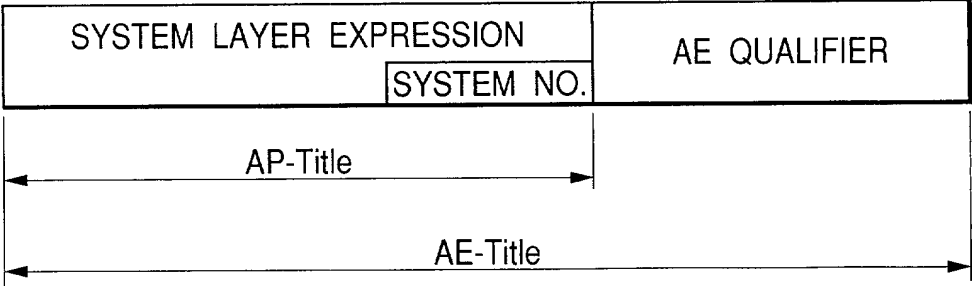 SYSTEM LAYER EXPRESSION
SYSTEM NO.
AE QUALIFIER
AP-Title
AE-Title